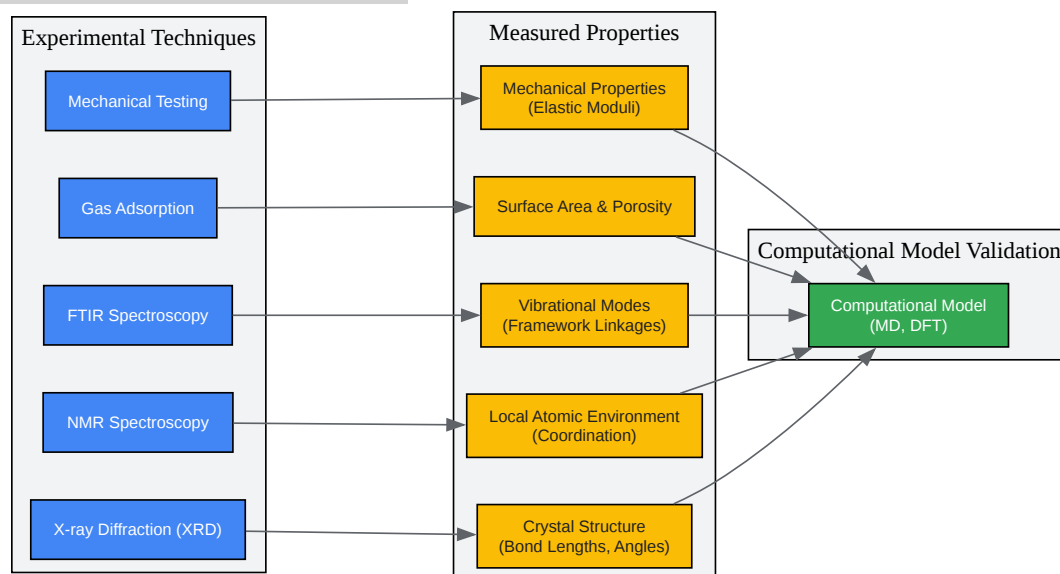 Experimental Techniques
Mechanical Testing
Gas Adsorption
FTIR Spectroscopy
NMR Spectroscopy
X-ray Diffraction (XRD)
Measured Properties
Mechanical Properties
(Elastic Moduli)
Surface Area & Porosity
Vibrational Modes
(Framework Linkages)
Local Atomic Environment
(Coordination)
Crystal Structure
(Bond Lengths, Angles)
Computational Model Validation
Computational Model
(MD, DFT)